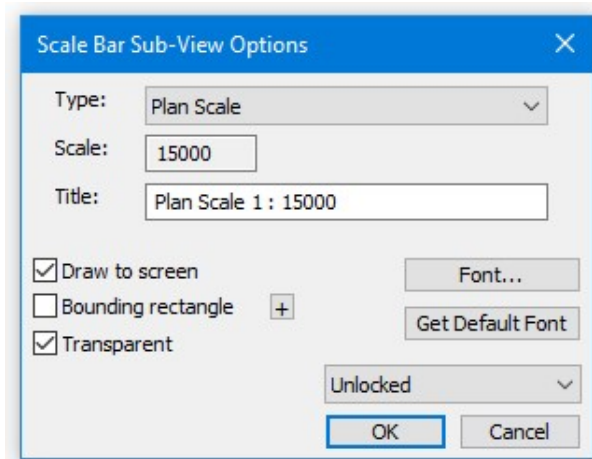 Scale Bar Sub-View Options
Type: Plan Scale
Scale: 15000
Title: Plan Scale 1 : 15000
Draw to screen
Font...
Bounding rectangle +
Get Default Font
Transparent
Unlocked
OK Cancel